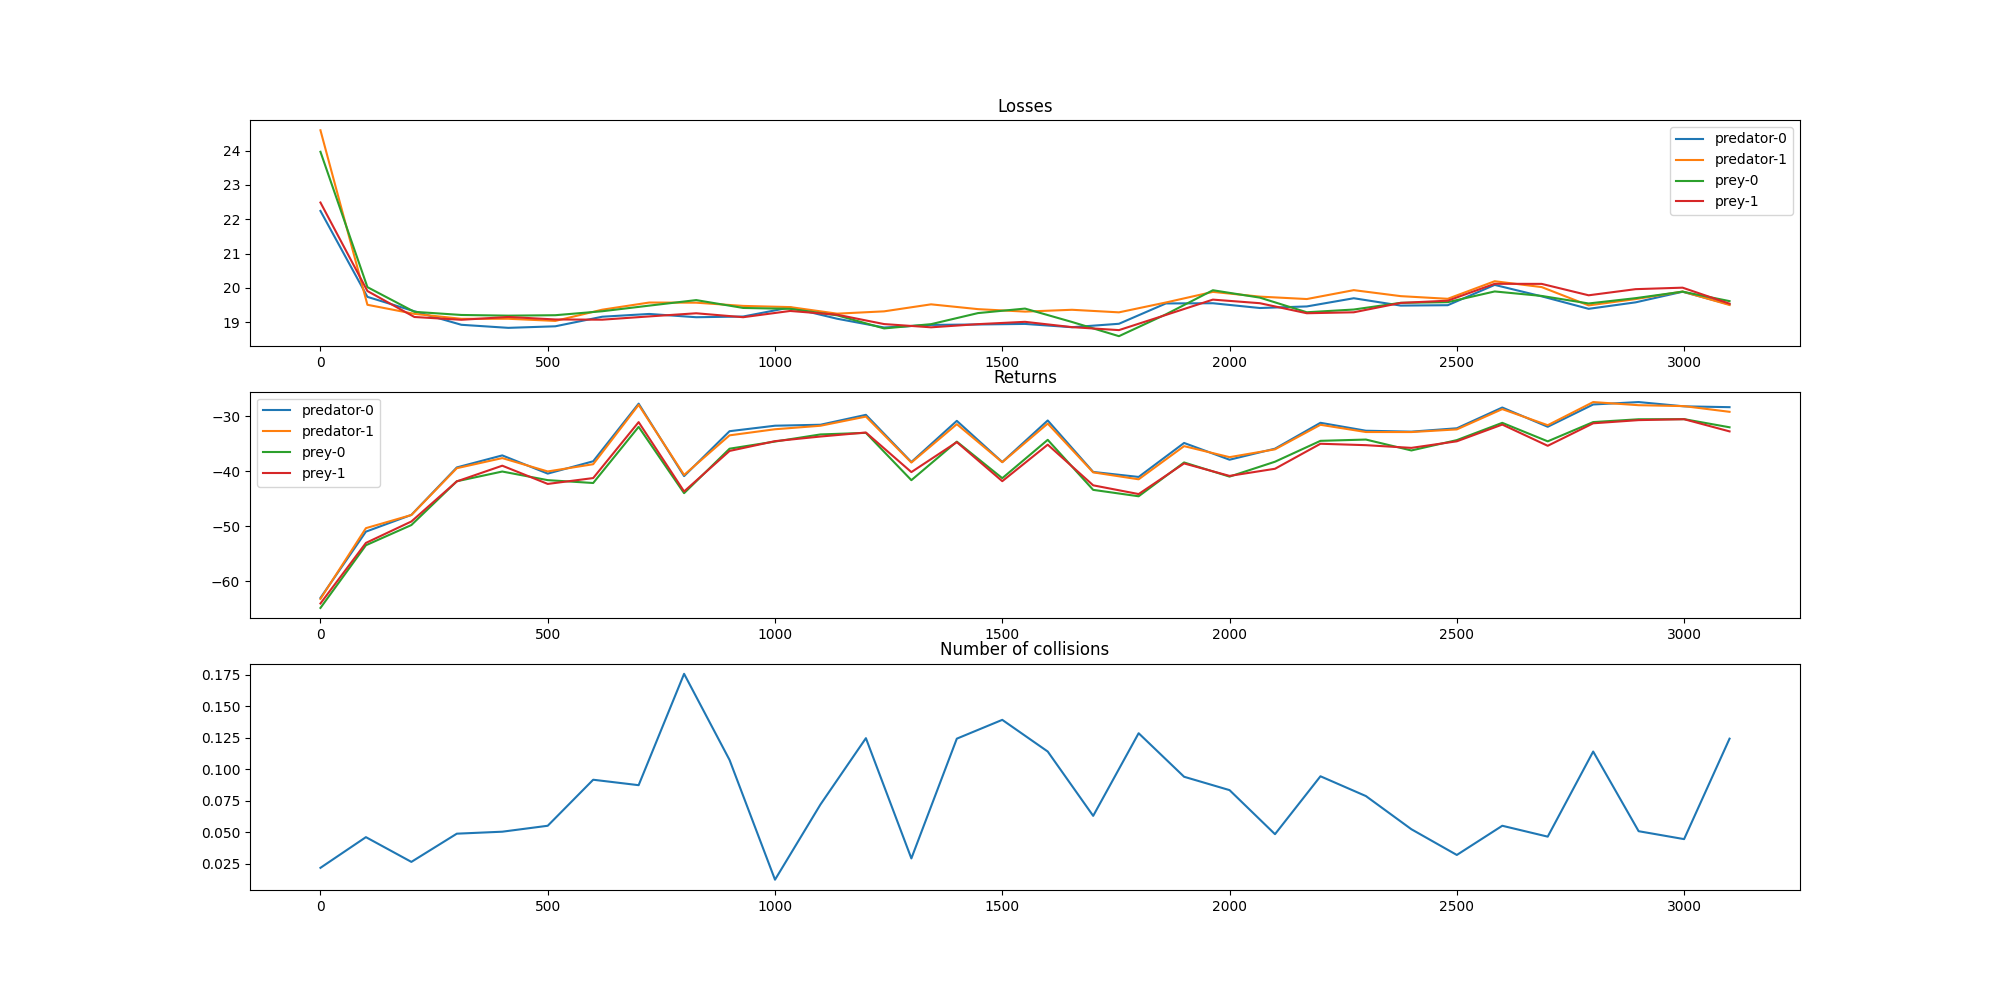 Losses
24
23
22
21
20
19
predator-0
predator-1
prey-0
prey-1
0 500 1000 1500 2000 2500 3000
Returns
−30
−40
−50
−60
predator-0
predator-1
prey-0
prey-1
0 500 1000 1500 2000 2500 3000
Number of collisions
0.175
0.150
0.125
0.100
0.075
0.050
0.025
0 500 1000 1500 2000 2500 3000